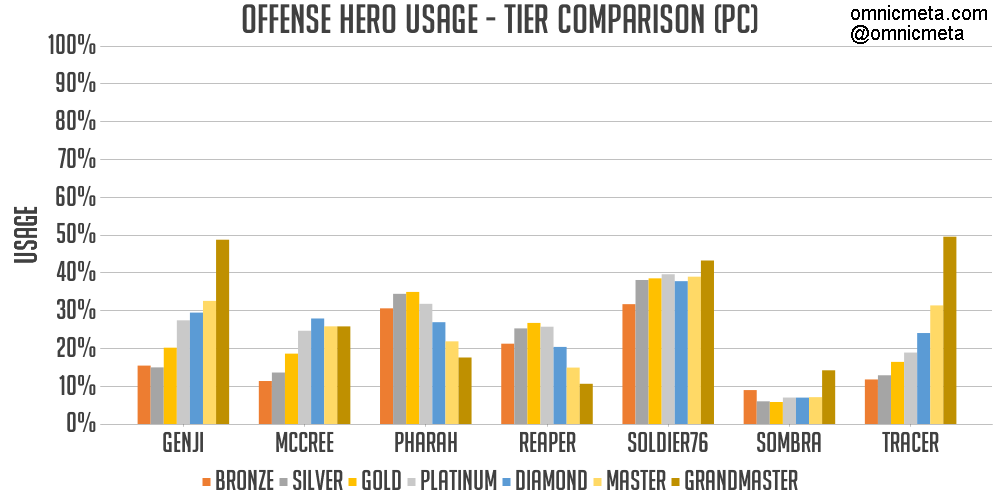 OFFENSE HERO USAGE - TIER COMPARISON (PC)
omnicmeta.com
@omnicmeta
100%
90%
80%
70%
60%
50%
40%
30%
20%
10%
0%
USAGE
GENJI MCCREE PHARAH REAPER SOLDIER76 SOMBRA TRACER
BRONZE SILVER GOLD PLATINUM DIAMOND MASTER GRANDMASTER